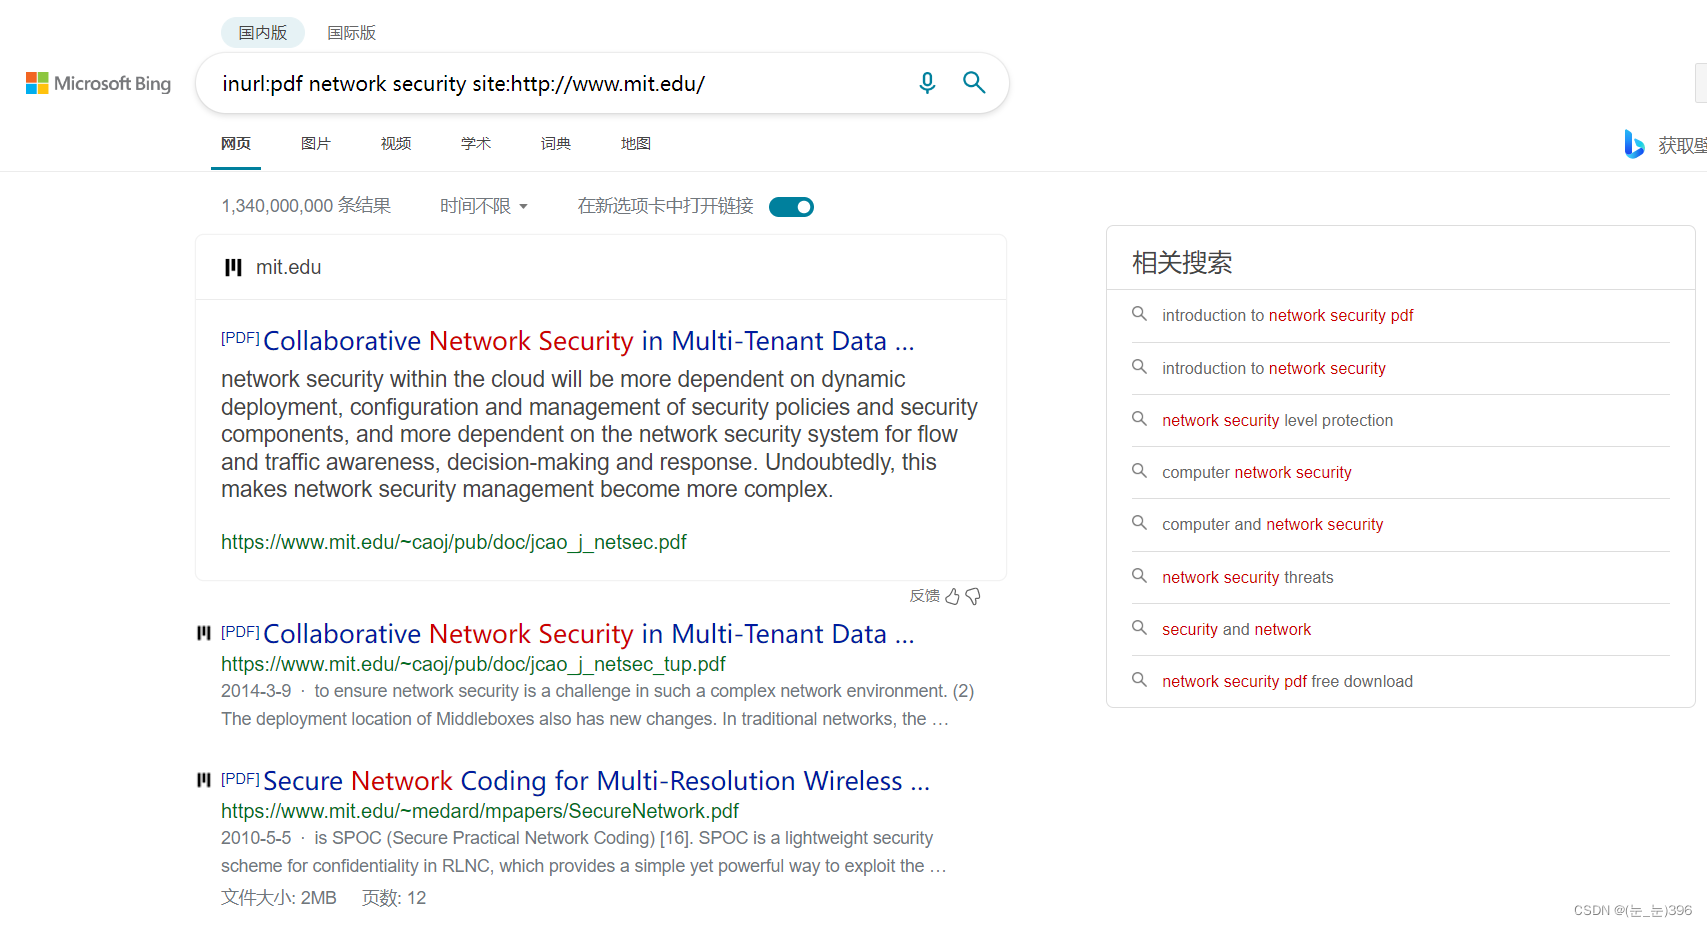 国内版
国际版
Microsoft Bing
inurl:pdf network security site:http://www.mit.edu/
网页
图片
视频
学术
词典
地图
获取壁
1,340,000,000 条结果
时间不限
在新选项卡中打开链接
mit.edu
[PDF] Collaborative Network Security in Multi-Tenant Data ...
network security within the cloud will be more dependent on dynamic
deployment, configuration and management of security policies and security
components, and more dependent on the network security system for flow
and traffic awareness, decision-making and response. Undoubtedly, this
makes network security management become more complex.
https://www.mit.edu/~caoj/pub/doc/jcao_j_netsec.pdf
反馈
[PDF] Collaborative Network Security in Multi-Tenant Data ...
https://www.mit.edu/~caoj/pub/doc/jcao_j_netsec_tup.pdf
2014-3-9 · to ensure network security is a challenge in such a complex network environment. (2)
The deployment location of Middleboxes also has new changes. In traditional networks, the …
[PDF] Secure Network Coding for Multi-Resolution Wireless ...
https://www.mit.edu/~medard/mpapers/SecureNetwork.pdf
2010-5-5 · is SPOC (Secure Practical Network Coding) [16]. SPOC is a lightweight security
scheme for confidentiality in RLNC, which provides a simple yet powerful way to exploit the …
文件大小: 2MB 页数: 12
相关搜索
introduction to network security pdf
introduction to network security
network security level protection
computer network security
computer and network security
network security threats
security and network
network security pdf free download
CSDN @(눈_눈)396